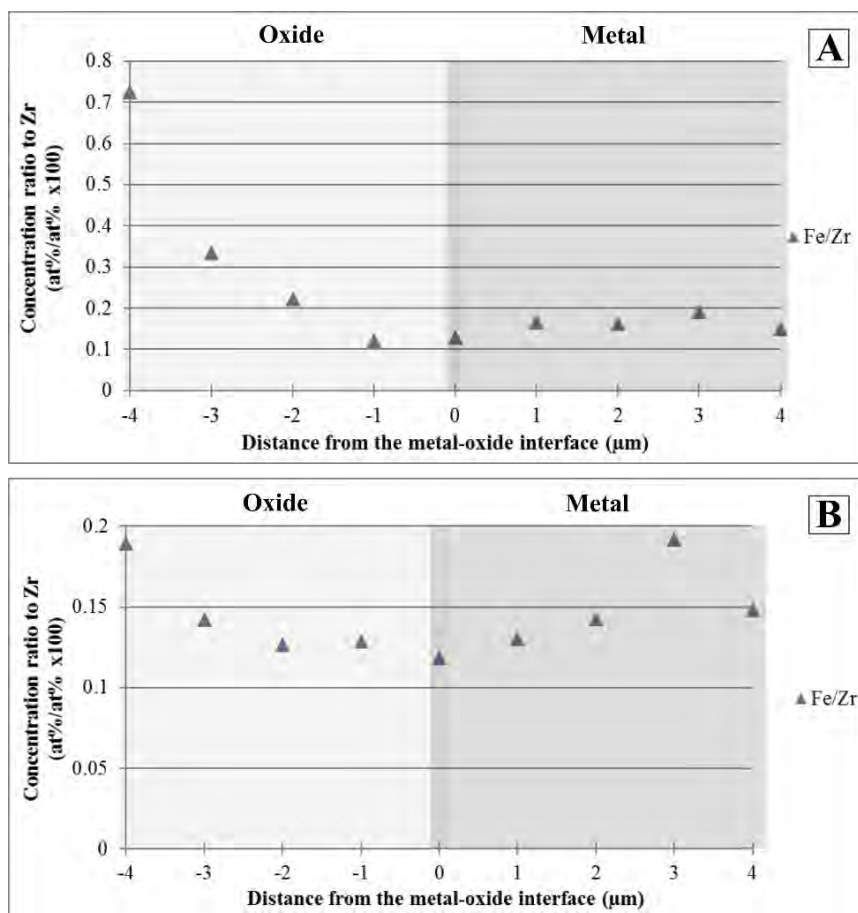 Oxide Metal A
Concentration ratio to Zr
(at%/at% x100)
0.8
0.7
0.6
0.5
0.4
0.3
0.2
0.1
0
-4 -3 -2 -1 0 1 2 3 4
Distance from the metal-oxide interface (µm)
Fe/Zr
Oxide Metal B
Concentration ratio to Zr
(at%/at% x100)
0.2
0.15
0.1
0.05
0
-4 -3 -2 -1 0 1 2 3 4
Distance from the metal-oxide interface (µm)
Fe/Zr